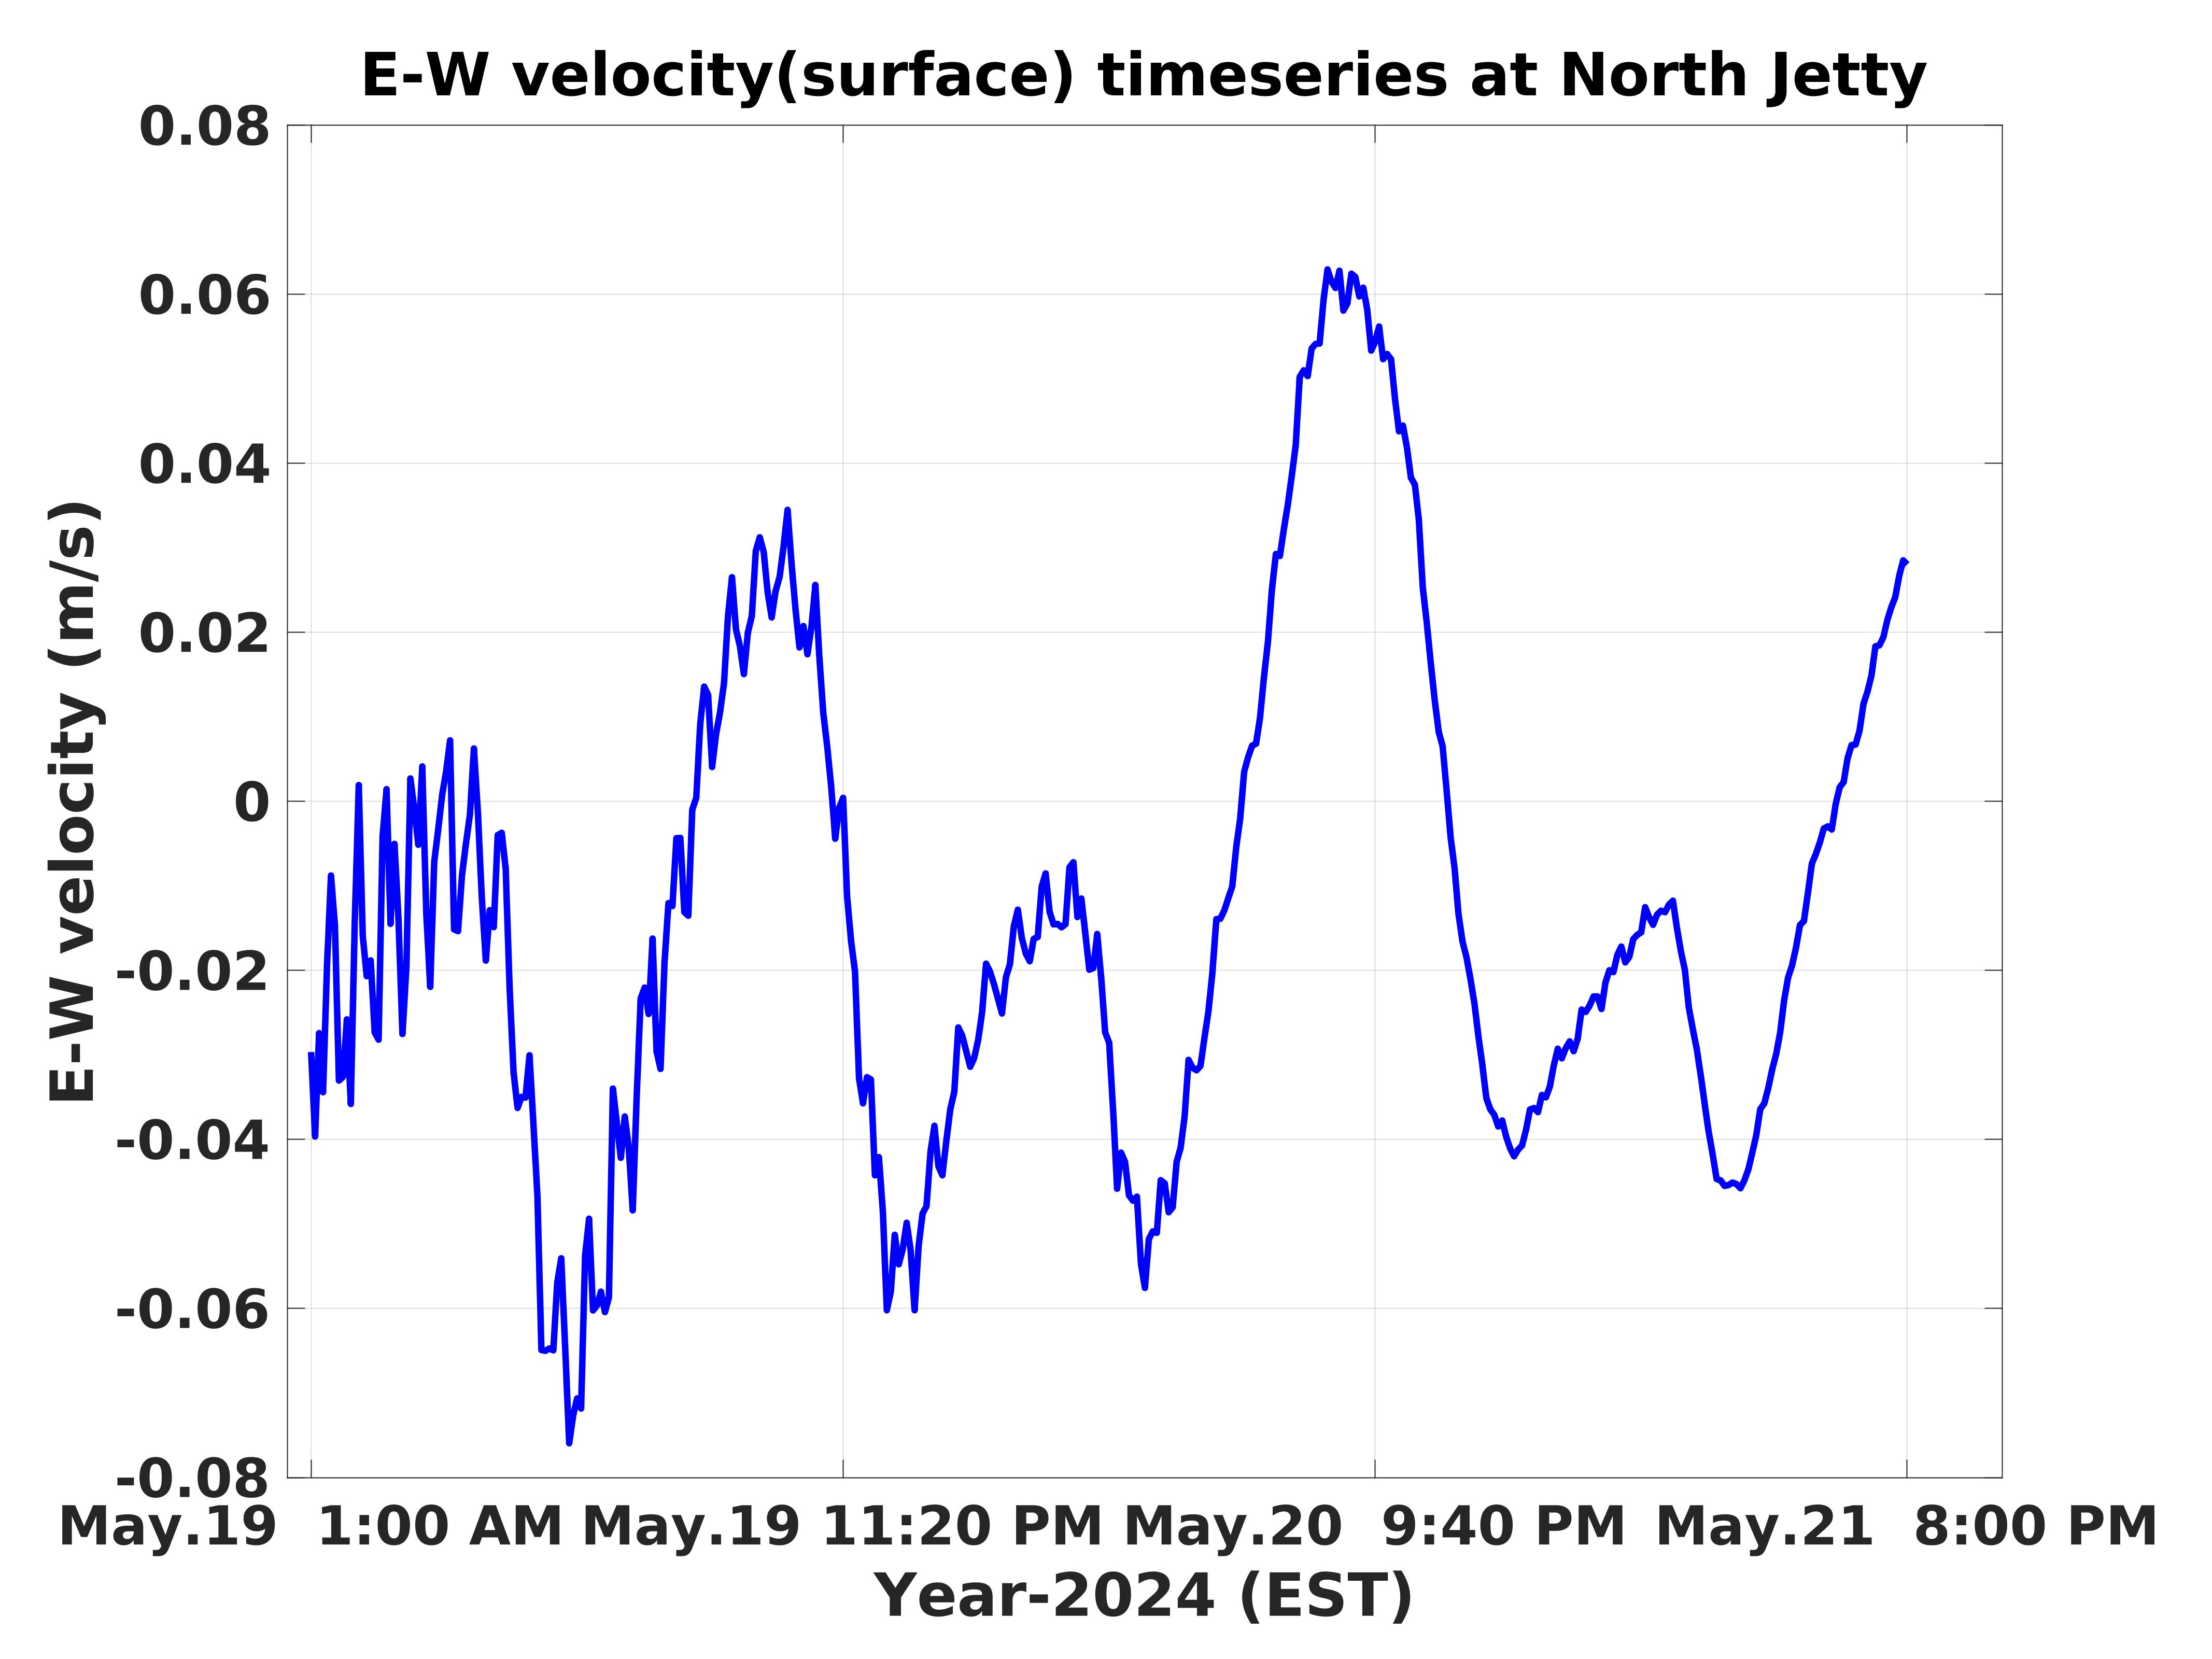 E-W velocity(surface) timeseries at North Jetty
0.08
0.06
0.04
0.02
0
-0.02
-0.04
-0.06
-0.08
E-W velocity (m/s)
May.19 1:00 AM May.19 11:20 PM May.20 9:40 PM May.21 8:00 PM
Year-2024 (EST)